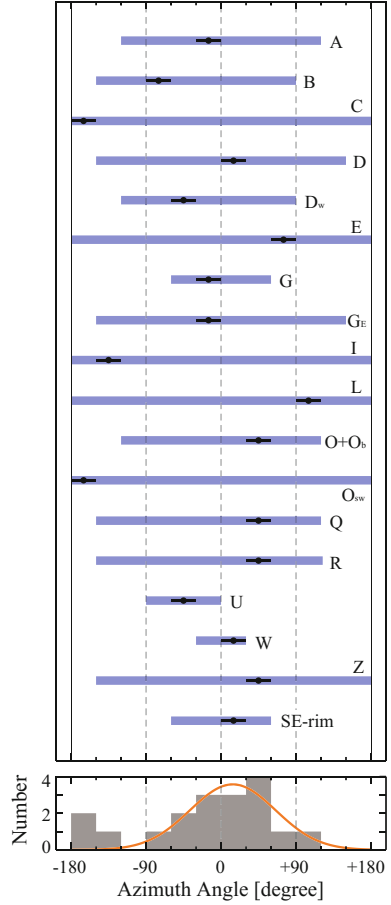 A
B
C
D
Dw
E
G
GE
I
L
O+Ob
Osw
Q
R
U
W
Z
SE-rim
4
2
0
Number
-180 -90 0 +90 +180
Azimuth Angle [degree]